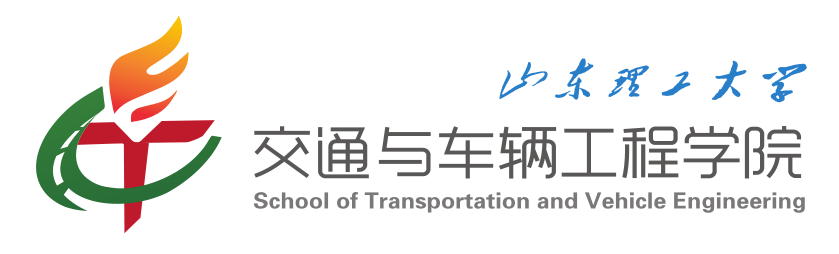 山东理工大学
交通与车辆工程学院
School of Transportation and Vehicle Engineering